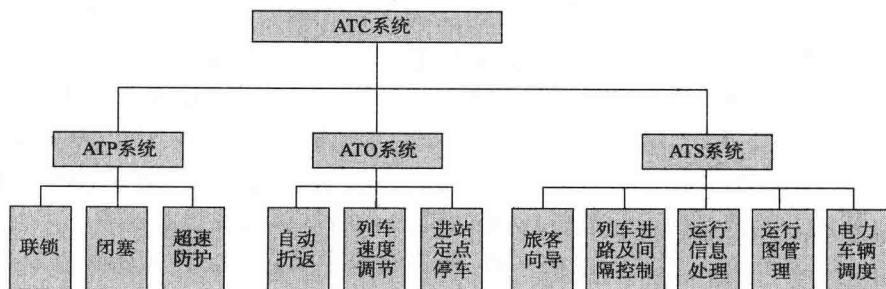 ATC系统
ATP系统
ATO系统
ATS系统
联锁
闭塞
超速
防护
自动
折返
列车
速度
调节
进站
定点
停车
旅客
向导
列车进
路及间
隔控制
运行
信息
处理
运行
图管
理
电力
车辆
调度